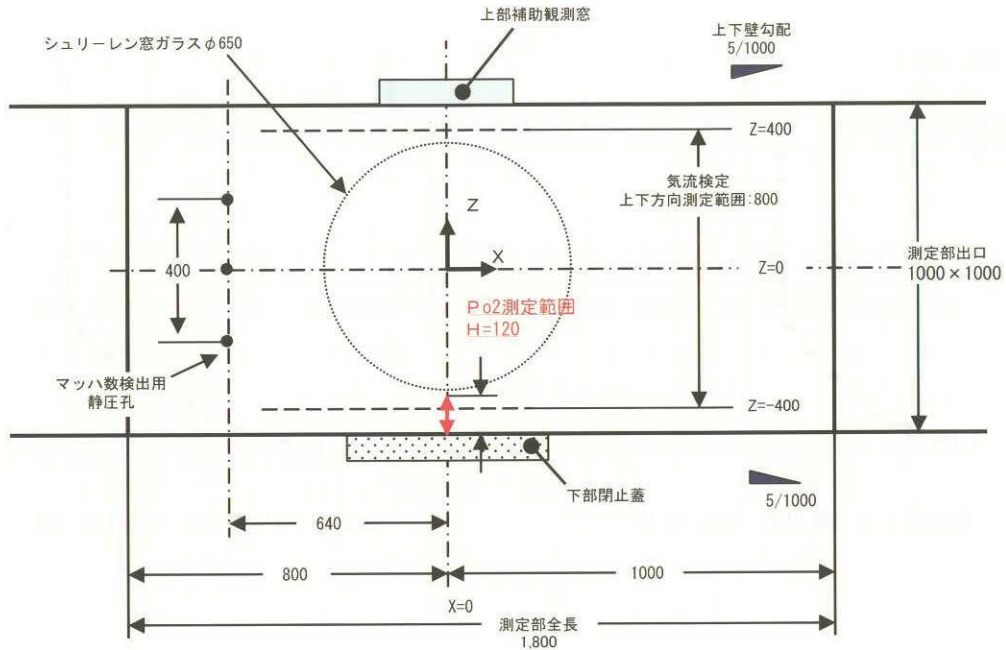 上部補助観測窓
シュリーレン窓ガラスφ650
上下壁勾配
5/1000
Z=400
気流検定
上下方向測定範囲:800
Z
X
400
Z=0
測定部出口
1000×1000
Po2測定範囲
H=120
マッハ数検出用
静圧孔
Z=-400
下部閉止蓋
5/1000
640
800
1000
X=0
測定部全長
1,800